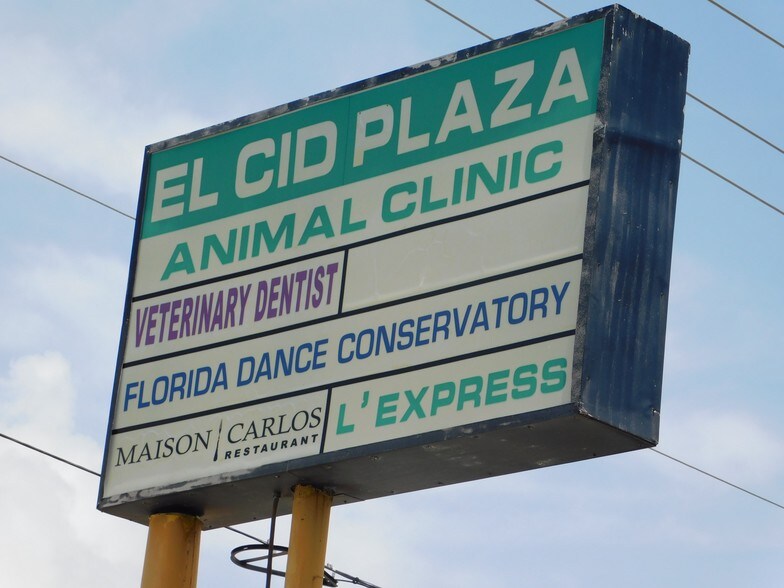 EL CID PLAZA
ANIMAL CLINIC
VETERINARY DENTIST
FLORIDA DANCE CONSERVATORY
MAISON CARLOS
RESTAURANT
L'EXPRESS